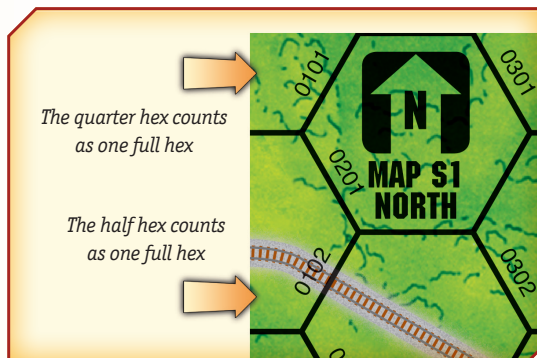 The quarter hex counts
as one full hex
The half hex counts
as one full hex
0101
0301
N
0201
MAP S1
NORTH
0102
0302